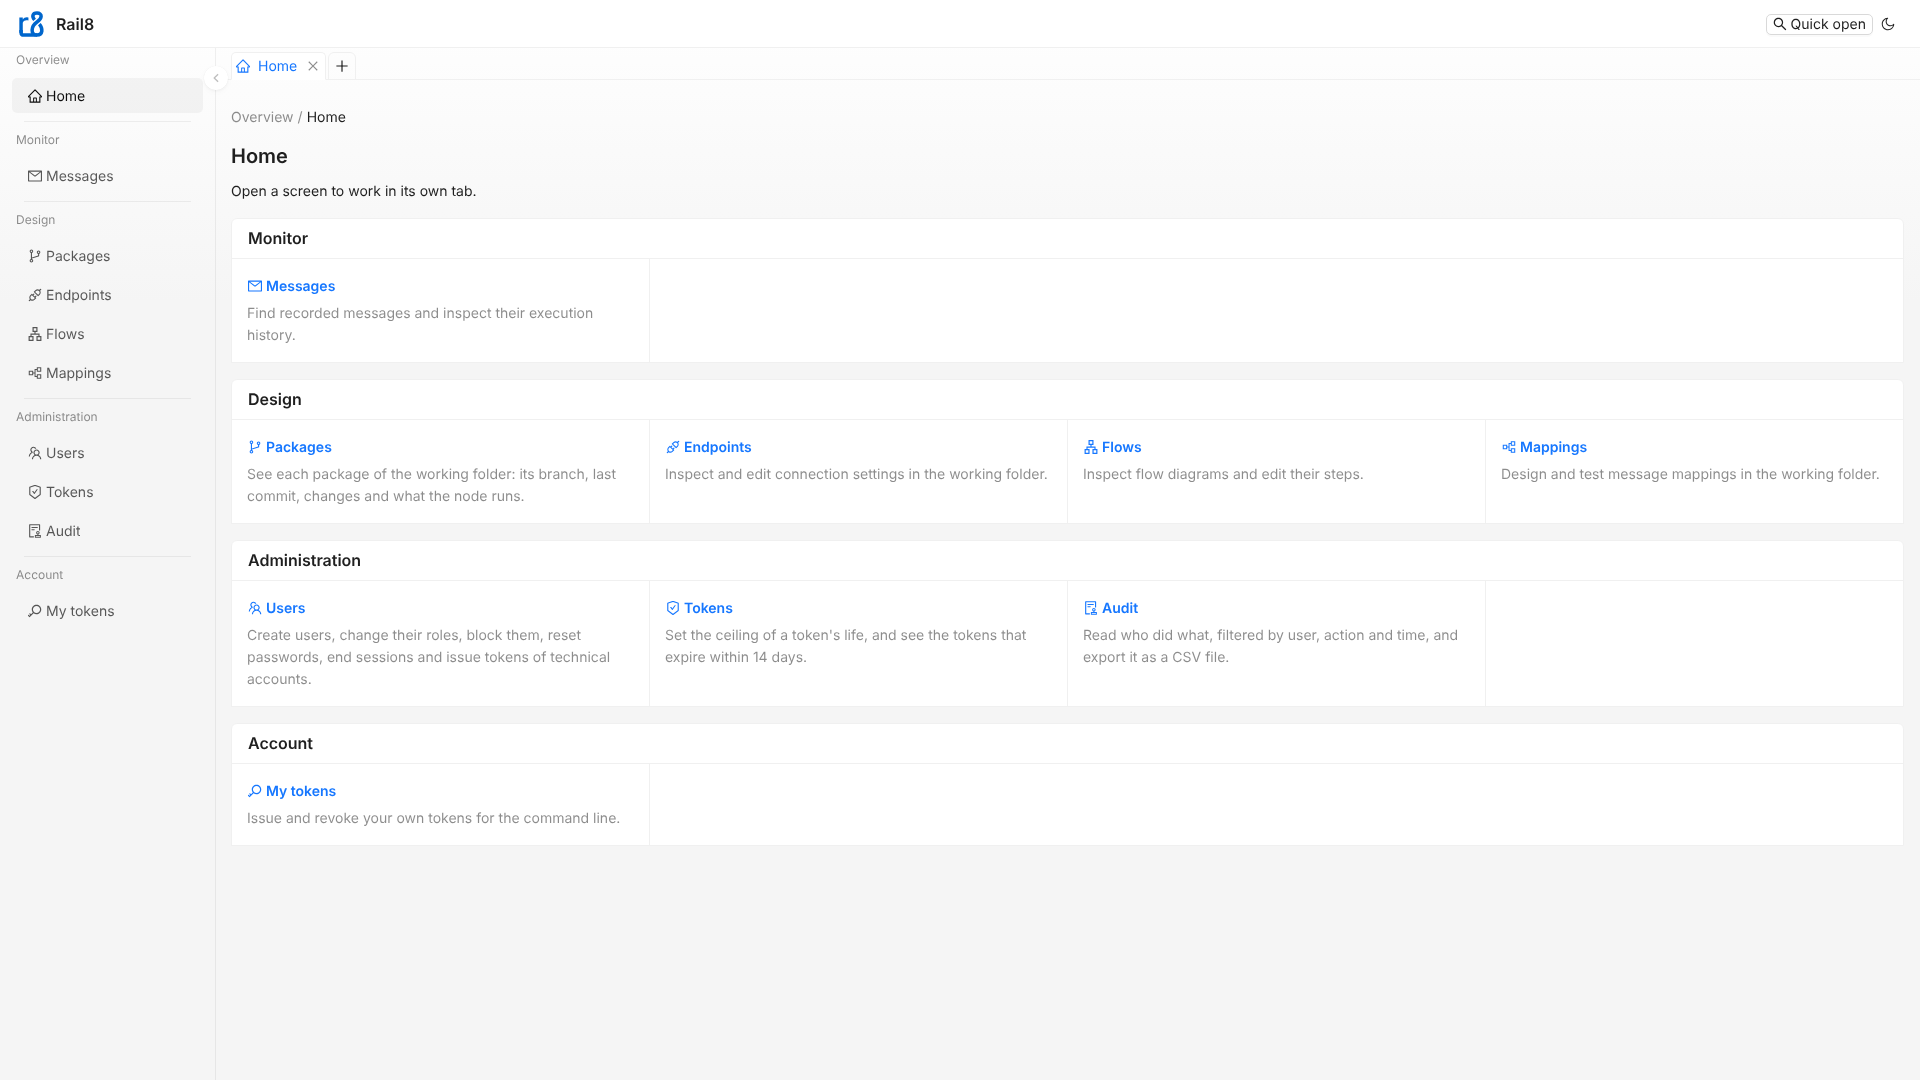 r8 Rail8
Quick open
Overview
Home
Monitor
Messages
Design
Packages
Endpoints
Flows
Mappings
Administration
Users
Tokens
Audit
Account
My tokens
Home
Overview / Home
Home
Open a screen to work in its own tab.
Monitor
Messages
Find recorded messages and inspect their execution
history.
Design
Packages
See each package of the working folder: its branch, last
commit, changes and what the node runs.
Endpoints
Inspect and edit connection settings in the working folder.
Flows
Inspect flow diagrams and edit their steps.
Mappings
Design and test message mappings in the working folder.
Administration
Users
Create users, change their roles, block them, reset
passwords, end sessions and issue tokens of technical
accounts.
Tokens
Set the ceiling of a token's life, and see the tokens that
expire within 14 days.
Audit
Read who did what, filtered by user, action and time, and
export it as a CSV file.
Account
My tokens
Issue and revoke your own tokens for the command line.